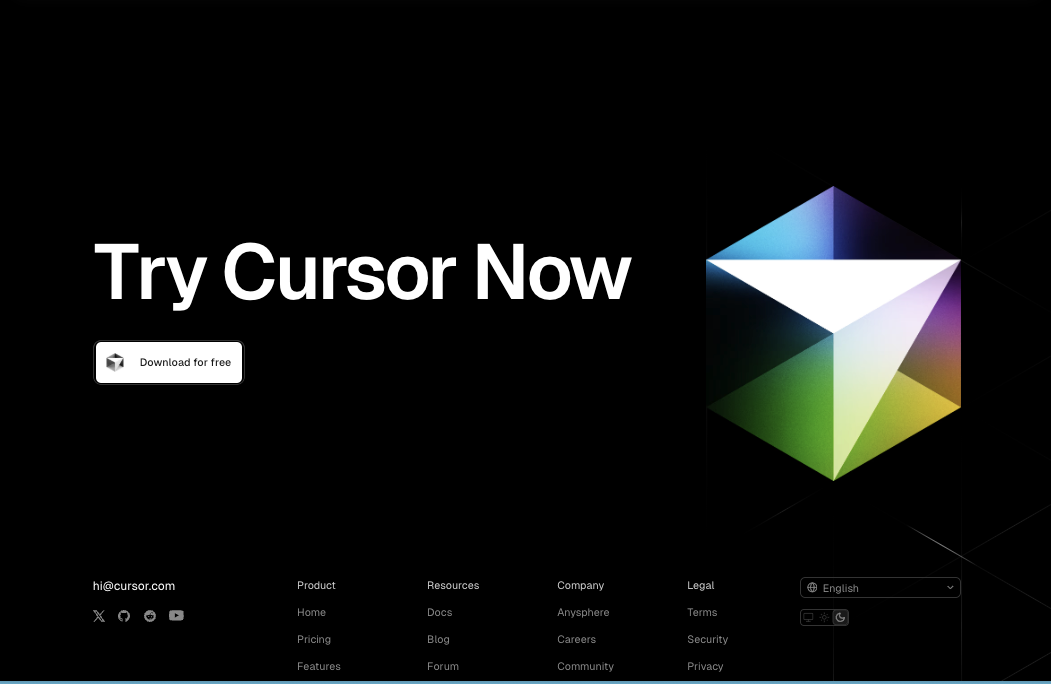 Try Cursor Now
Download for free
hi@cursor.com
Product
Home
Pricing
Features
Resources
Docs
Blog
Forum
Company
Anysphere
Careers
Community
Legal
Terms
Security
Privacy
English